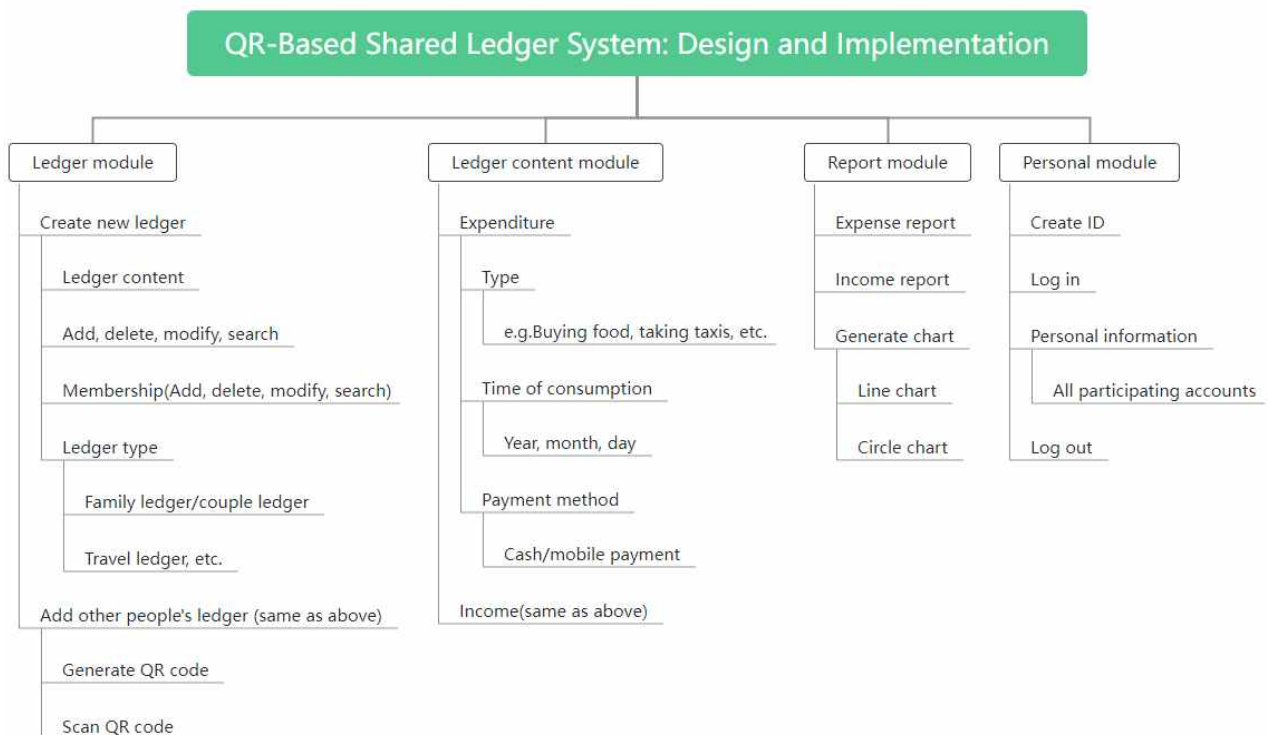 QR-Based Shared Ledger System: Design and Implementation
Ledger module
Create new ledger
Ledger content
Add, delete, modify, search
Membership(Add, delete, modify, search)
Ledger type
Family ledger/couple ledger
Travel ledger, etc.
Add other people's ledger (same as above)
Generate QR code
Scan QR code
Ledger content module
Expenditure
Type
e.g.Buying food, taking taxis, etc.
Time of consumption
Year, month, day
Payment method
Cash/mobile payment
Income(same as above)
Report module
Expense report
Income report
Generate chart
Line chart
Circle chart
Personal module
Create ID
Log in
Personal information
All participating accounts
Log out